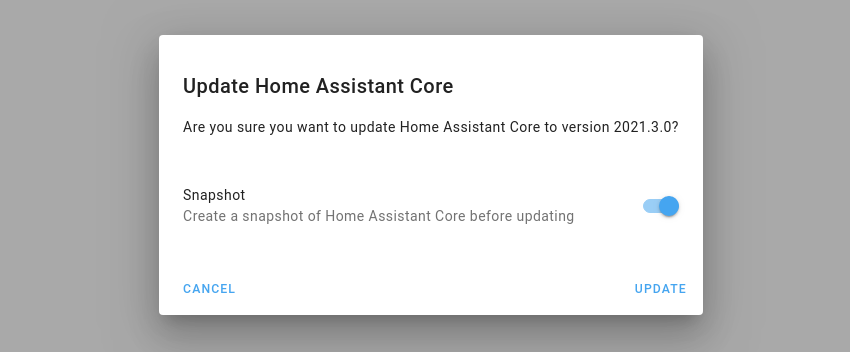 Update Home Assistant Core
Are you sure you want to update Home Assistant Core to version 2021.3.0?
Snapshot
Create a snapshot of Home Assistant Core before updating
CANCEL
UPDATE